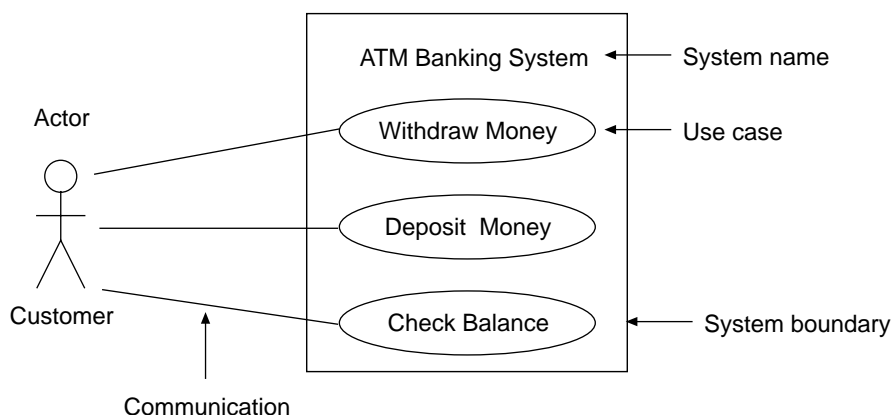 ATM Banking System
System name
Actor
Withdraw Money
Use case
Deposit Money
Customer
Check Balance
System boundary
Communication